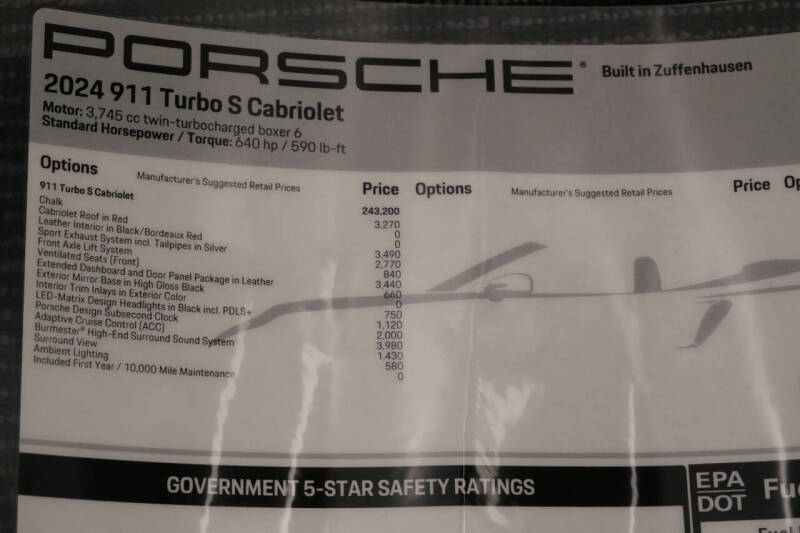 PORSCHE® Built in Zuffenhausen
2024 911 Turbo S Cabriolet
Motor: 3,745 cc twin-turbocharged boxer 6
Standard Horsepower / Torque: 640 hp / 590 lb-ft
Options Manufacturer's Suggested Retail Prices Price Options Manufacturer's Suggested Retail Prices Price
911 Turbo S Cabriolet 243,200
Chalk 3,270
Cabriolet Roof in Red 0
Leather Interior in Black/Bordeaux Red 0
Sport Exhaust System incl. Tailpipes in Silver 3,490
Front Axle Lift System 2,770
Ventilated Seats (Front) 840
Extended Dashboard and Door Panel Package in Leather 3,440
Exterior Mirror Base in High Gloss Black 660
Interior Trim Inlays in Exterior Color 0
LED-Matrix Design Headlights in Black incl. PDLS+ 750
Porsche Design Subsecond Clock 1,120
Adaptive Cruise Control (ACC) 2,000
Burmester® High-End Surround Sound System 3,980
Surround View 1,430
Ambient Lighting 580
Included First Year / 10,000 Mile Maintenance 0
GOVERNMENT 5-STAR SAFETY RATINGS
EPA
DOT